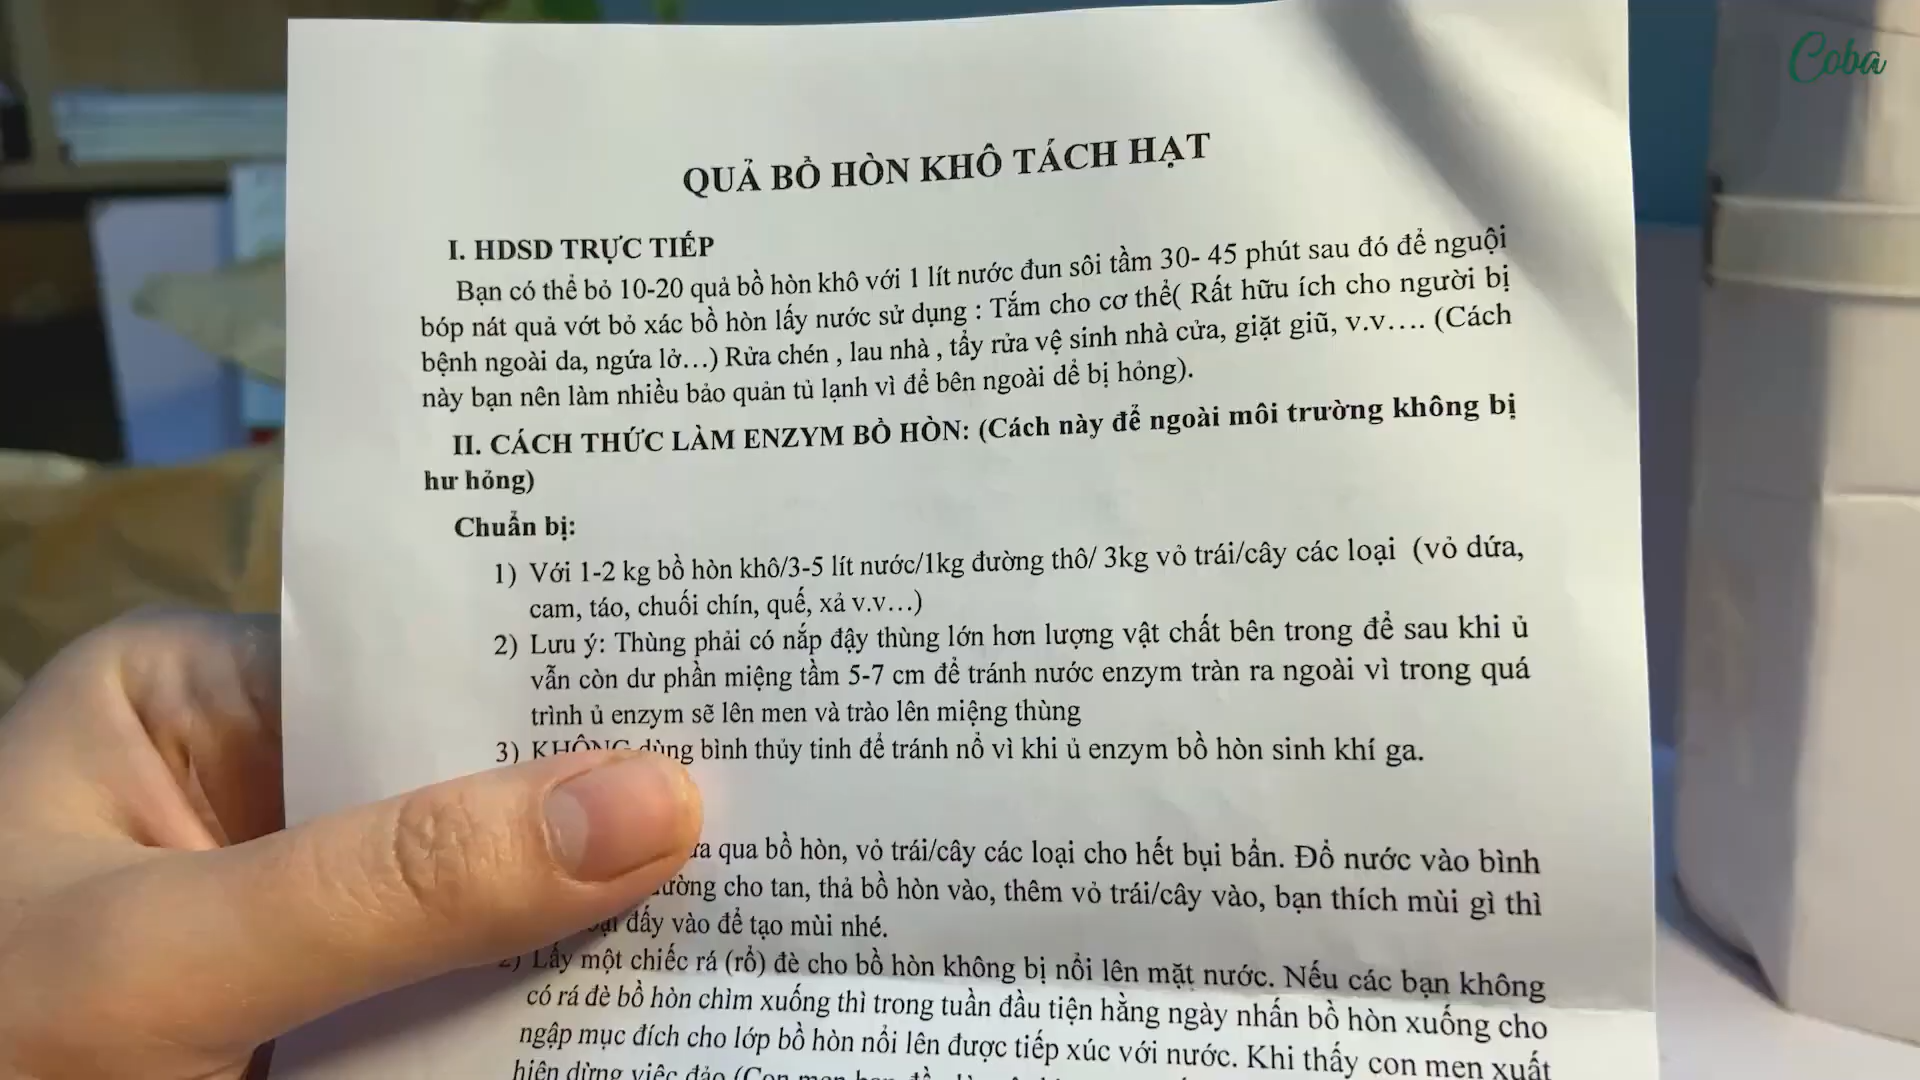 Coba
QUẢ BỒ HÒN KHÔ TÁCH HẠT
I. HDSD TRỰC TIẾP
Bạn có thể bỏ 10-20 quả bồ hòn khô với 1 lít nước đun sôi tầm 30- 45 phút sau đó để nguội
bóp nát quả vớt bỏ xác bồ hòn lấy nước sử dụng : Tắm cho cơ thể( Rất hữu ích cho người bị
bệnh ngoài da, ngứa lở...) Rửa chén , lau nhà , tẩy rửa vệ sinh nhà cửa, giặt giũ, v.v.... (Cách
này bạn nên làm nhiều bảo quản tủ lạnh vì để bên ngoài dể bị hỏng).
II. CÁCH THỨC LÀM ENZYM BỒ HÒN: (Cách này để ngoài môi trường không bị
hư hỏng)
Chuẩn bị:
1) Với 1-2 kg bồ hòn khô/3-5 lít nước/1kg đường thô/ 3kg vỏ trái/cây các loại (vỏ dứa,
cam, táo, chuối chín, quế, xả v.v...)
2) Lưu ý: Thùng phải có nắp đậy thùng lớn hơn lượng vật chất bên trong để sau khi ủ
vẫn còn dư phần miệng tầm 5-7 cm để tránh nước enzym tràn ra ngoài vì trong quá
trình ủ enzym sẽ lên men và trào lên miệng thùng
3) KHÔNG dùng bình thủy tinh để tránh nổ vì khi ủ enzym bồ hòn sinh khí ga.
qua bồ hòn, vỏ trái/cây các loại cho hết bụi bẩn. Đổ nước vào bình
cho tan, thả bồ hòn vào, thêm vỏ trái/cây vào, bạn thích mùi gì thì
đấy vào để tạo mùi nhé.
2) Lấy một chiếc rá (rổ) đè cho bồ hòn không bị nổi lên mặt nước. Nếu các bạn không
có rá đè bồ hòn chìm xuống thì trong tuần đầu tiện hằng ngày nhấn bồ hòn xuống cho
ngập mục đích cho lớp bồ hòn nổi lên được tiếp xúc với nước. Khi thấy con men xuất
hiện dừng việc đảo (Con men